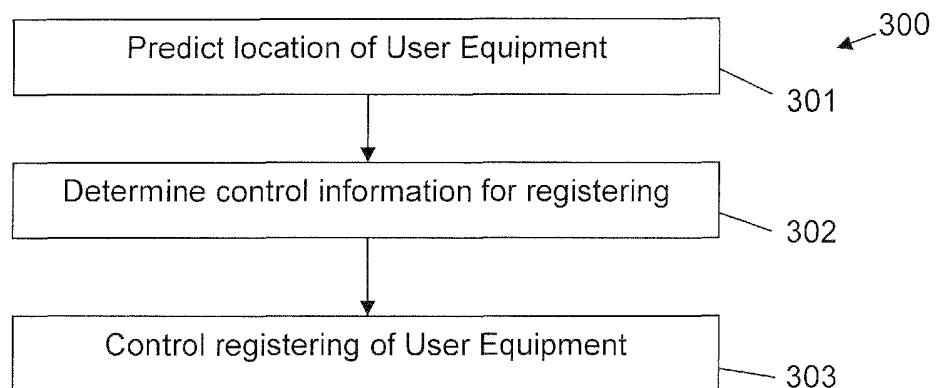 300
Predict location of User Equipment
301
Determine control information for registering
302
Control registering of User Equipment
303